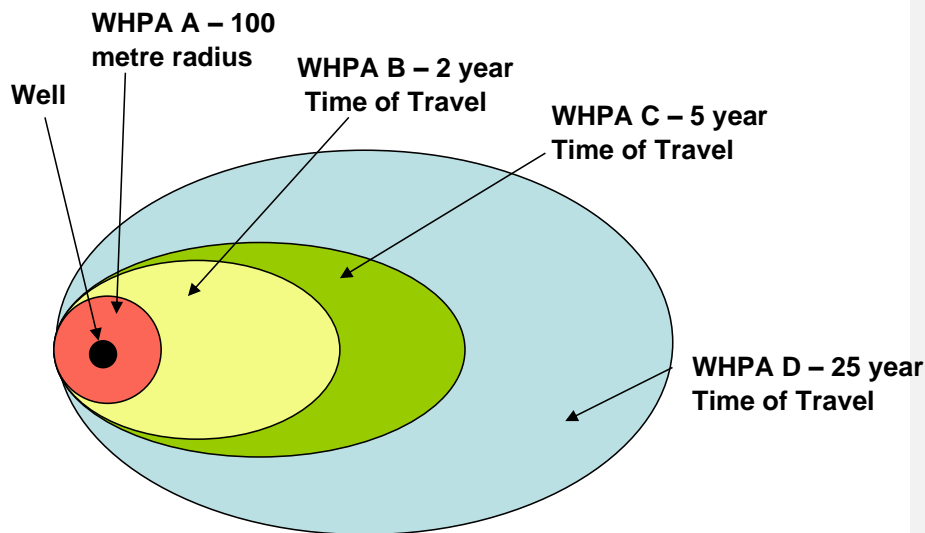 WHPA A – 100
metre radius
Well
WHPA B – 2 year
Time of Travel
WHPA C – 5 year
Time of Travel
WHPA D – 25 year
Time of Travel